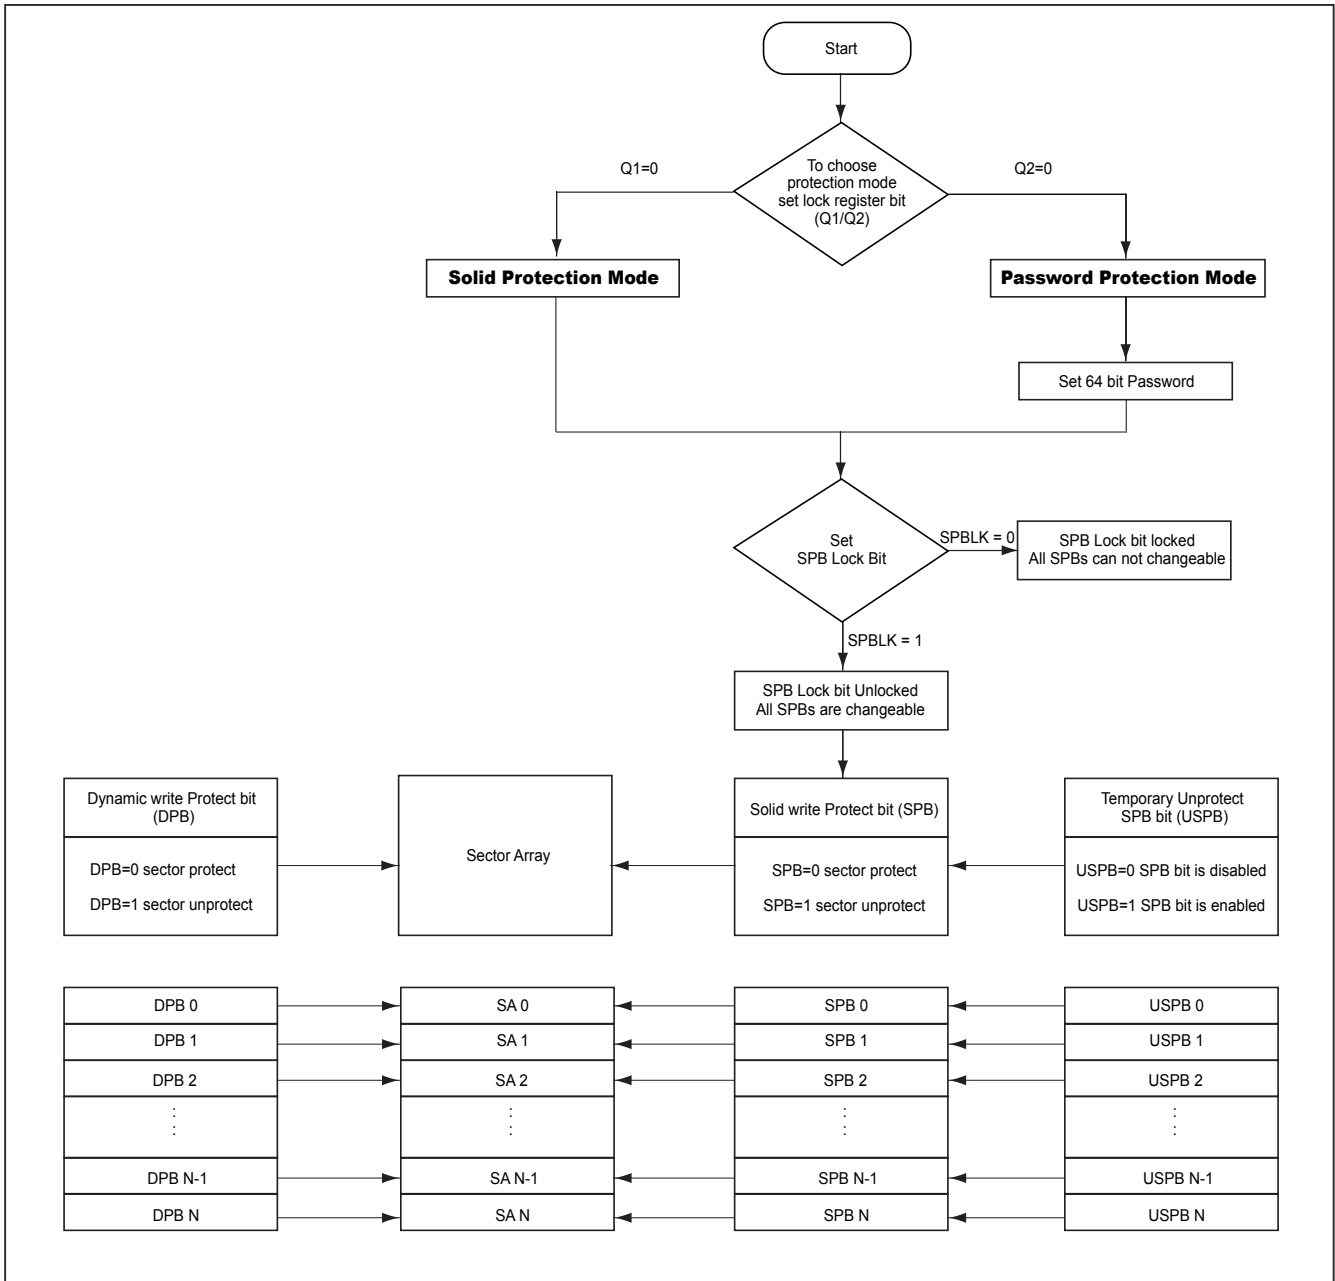 Start
To choose
protection mode
set lock register bit
(Q1/Q2)
Q1=0
Q2=0
Solid Protection Mode
Password Protection Mode
Set 64 bit Password
Set
SPB Lock Bit
SPBLK = 0
SPB Lock bit locked
All SPBs can not changeable
SPBLK = 1
SPB Lock bit Unlocked
All SPBs are changeable
Dynamic write Protect bit
(DPB)
DPB=0 sector protect
DPB=1 sector unprotect
Sector Array
Solid write Protect bit (SPB)
SPB=0 sector protect
SPB=1 sector unprotect
Temporary Unprotect
SPB bit (USPB)
USPB=0 SPB bit is disabled
USPB=1 SPB bit is enabled
DPB 0
SA 0
SPB 0
USPB 0
DPB 1
SA 1
SPB 1
USPB 1
DPB 2
SA 2
SPB 2
USPB 2
DPB N-1
SA N-1
SPB N-1
USPB N-1
DPB N
SA N
SPB N
USPB N